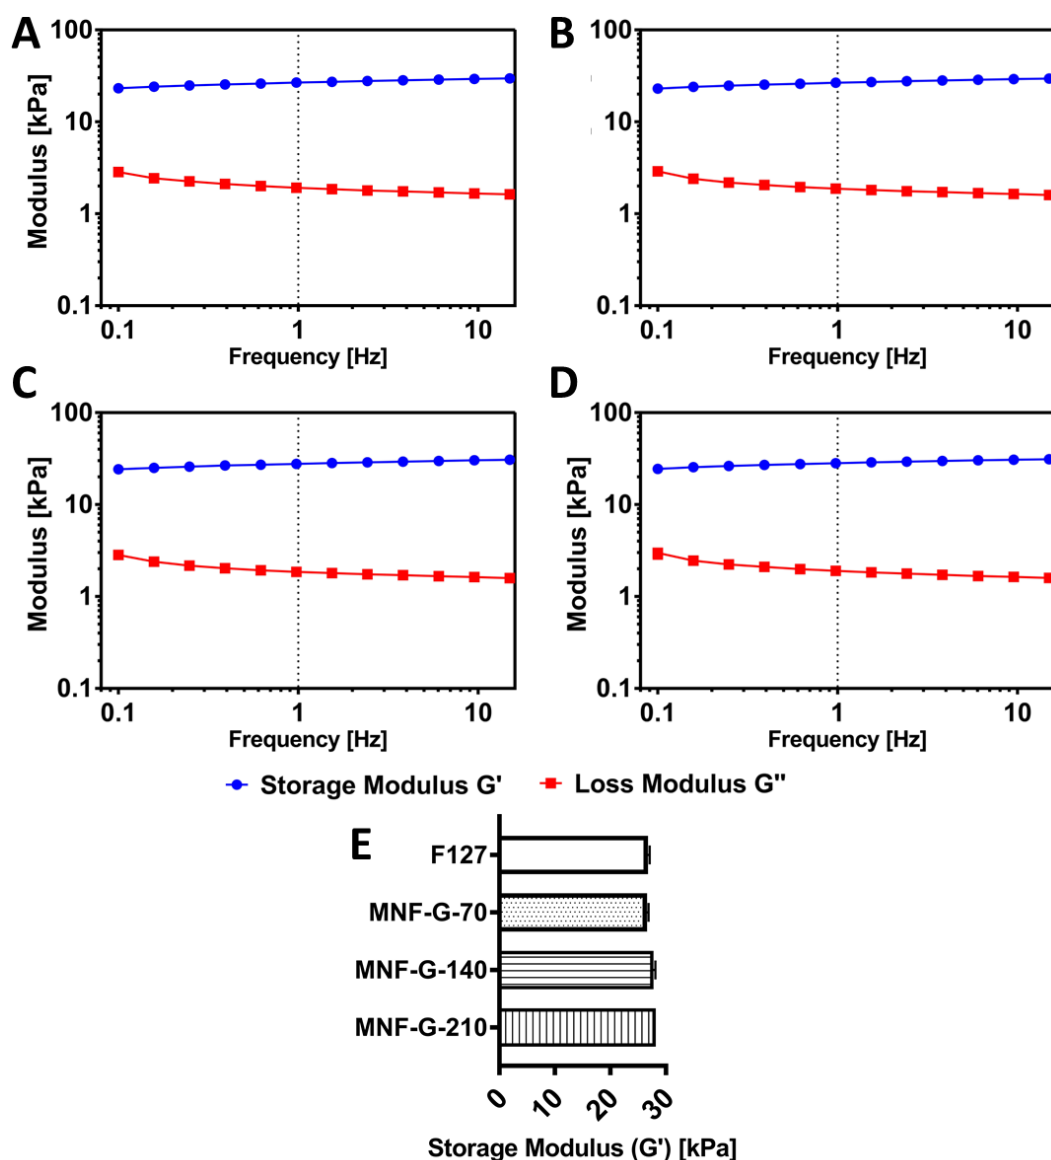 A
B
100
100
10
10
1
1
0.1
0.1
Modulus [kPa]
Modulus [kPa]
0.1 1 10
0.1 1 10
Frequency [Hz]
Frequency [Hz]
C
D
100
100
10
10
1
1
0.1
0.1
Modulus [kPa]
Modulus [kPa]
0.1 1 10
0.1 1 10
Frequency [Hz]
Frequency [Hz]
Storage Modulus G' Loss Modulus G"
E
F127
MNF-G-70
MNF-G-140
MNF-G-210
0 10 20 30
Storage Modulus (G') [kPa]